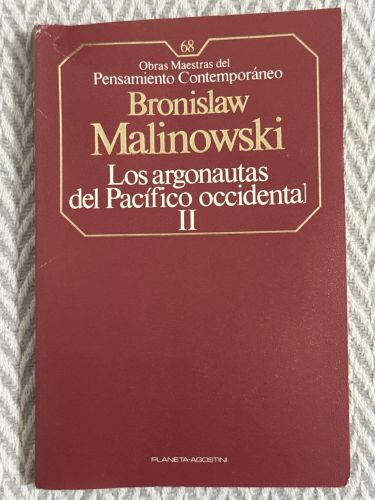 68
Obras Maestras del
Pensamiento Contemporáneo
Bronislaw
Malinowski
Los argonautas
del Pacífico occidental
II
PLANETA-AGOSTINI